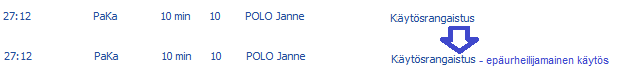 27:12 PaKa 10 min 10 POLO Janne Käytösrangaistus
27:12 PaKa 10 min 10 POLO Janne Käytösrangaistus - epäurheilijamainen käytös